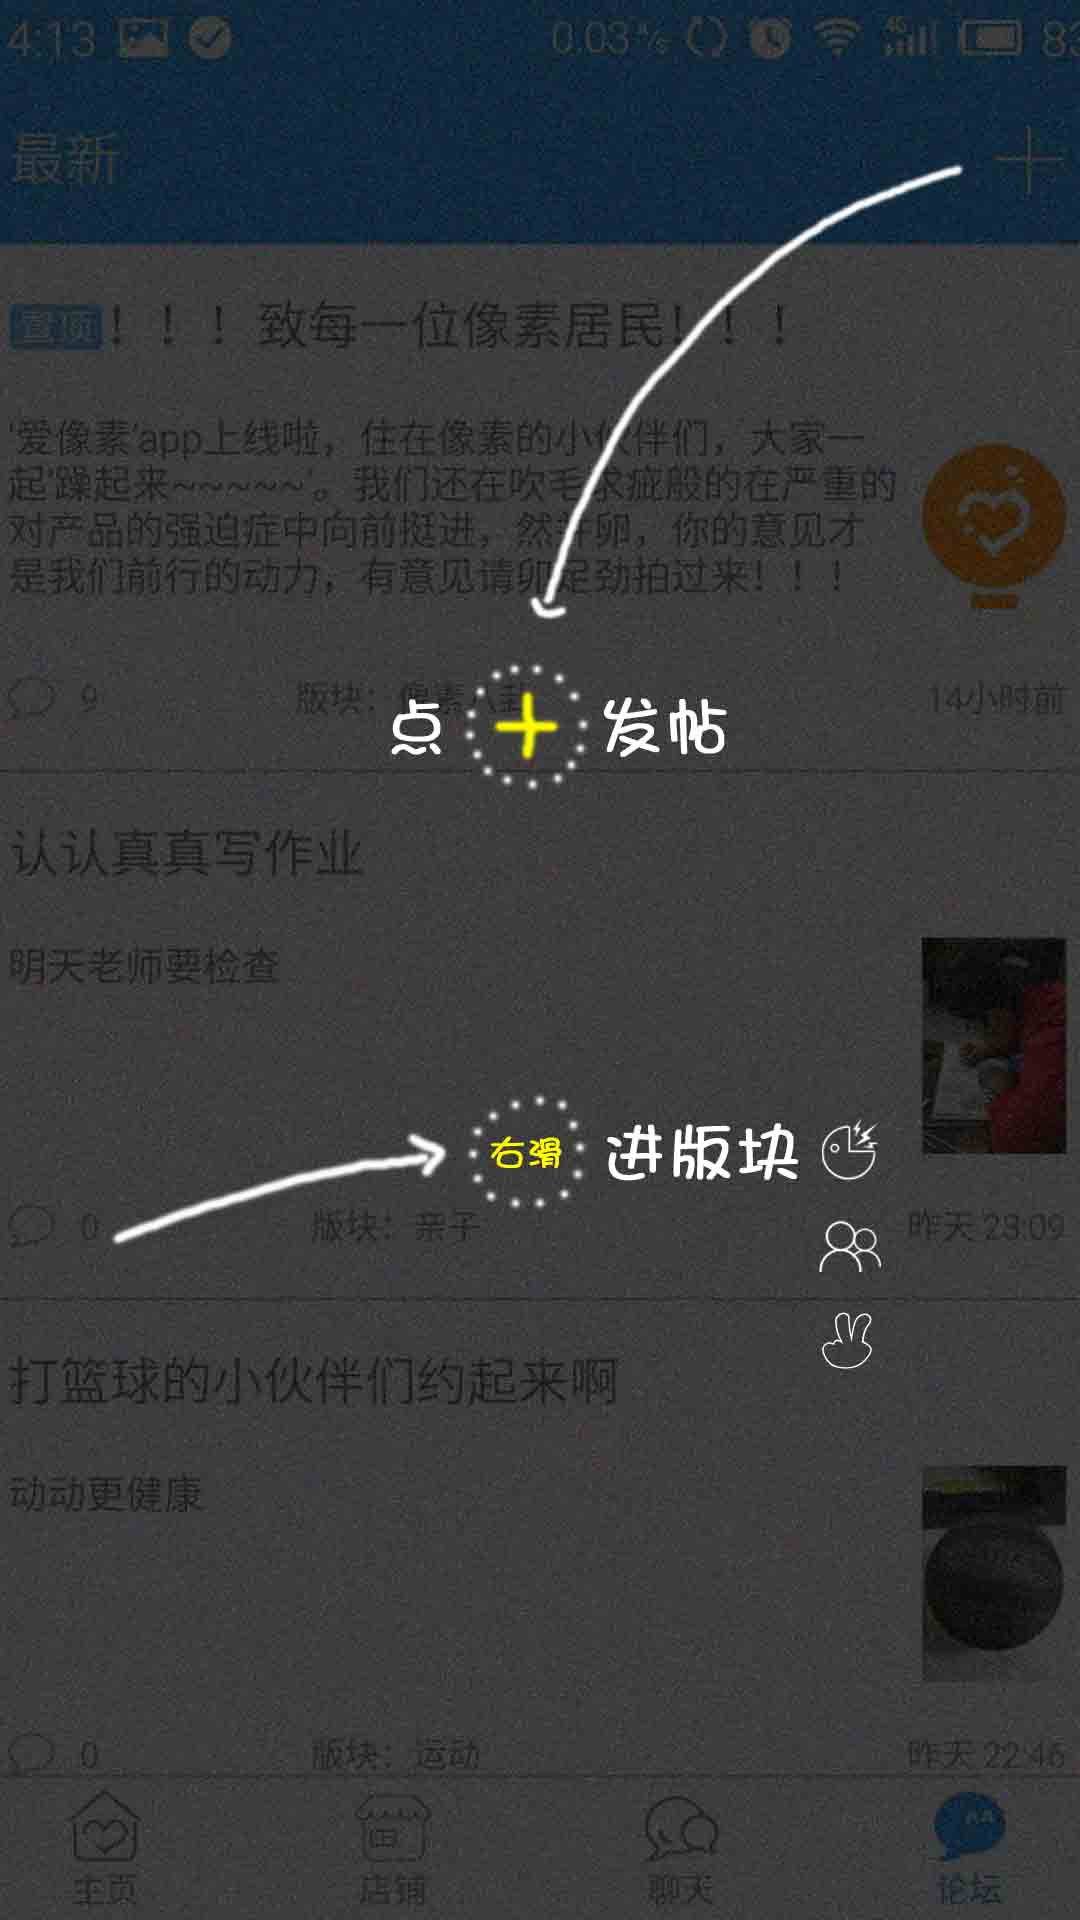 4:13 0.03 K/s 4G 83
最新
置顶！！！致每一位像素居民！！！
'爱像素'app上线啦，住在像素的小伙伴们，大家一
起'躁起来~~~~~'。我们还在吹毛求疵般的在严重的
对产品的强迫症中向前挺进，然并卵，你的意见才
是我们前行的动力，有意见请卯足劲拍过来！！！
9 版块：像素八卦 14小时前
点 + 发帖
认认真真写作业
明天老师要检查
右滑 进版块
0 版块：亲子 昨天 23:09
打篮球的小伙伴们约起来啊
动动更健康
0 版块：运动 昨天 22:46
主页 店铺 聊天 论坛